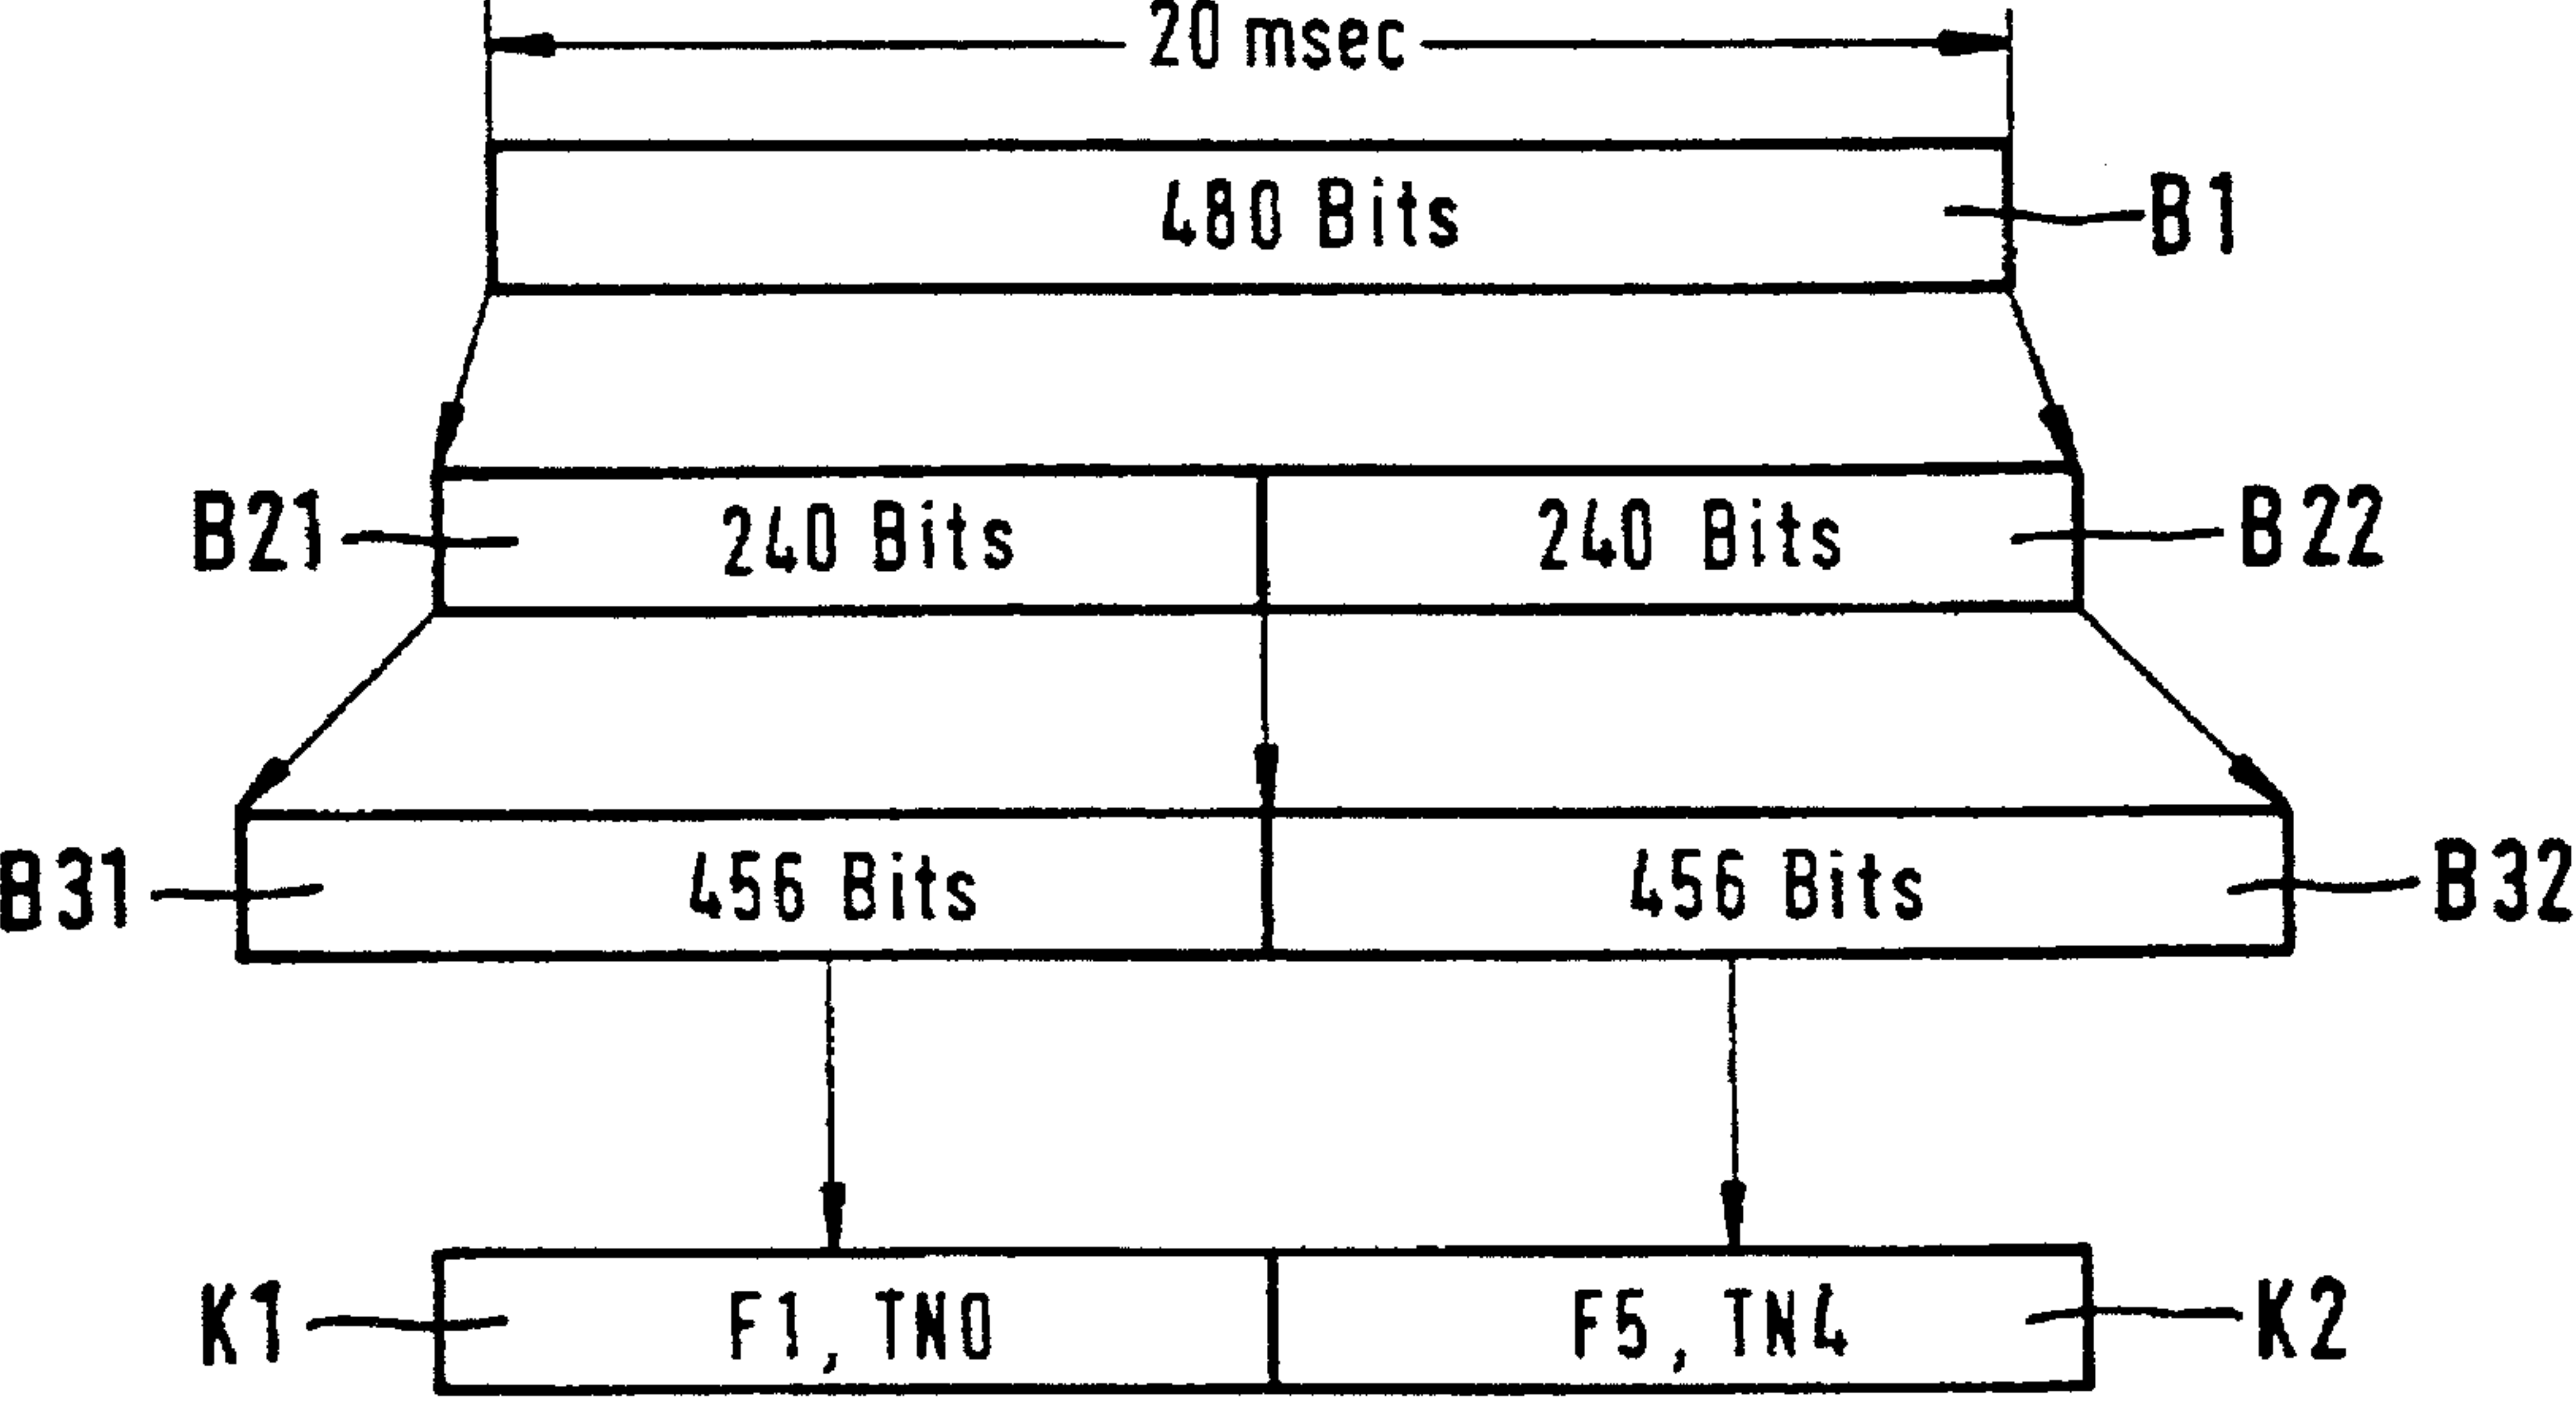 20 msec
480 Bits
B1
B21
240 Bits
240 Bits
B22
B31
456 Bits
456 Bits
B32
K1
F1, TN0
F5, TN4
K2